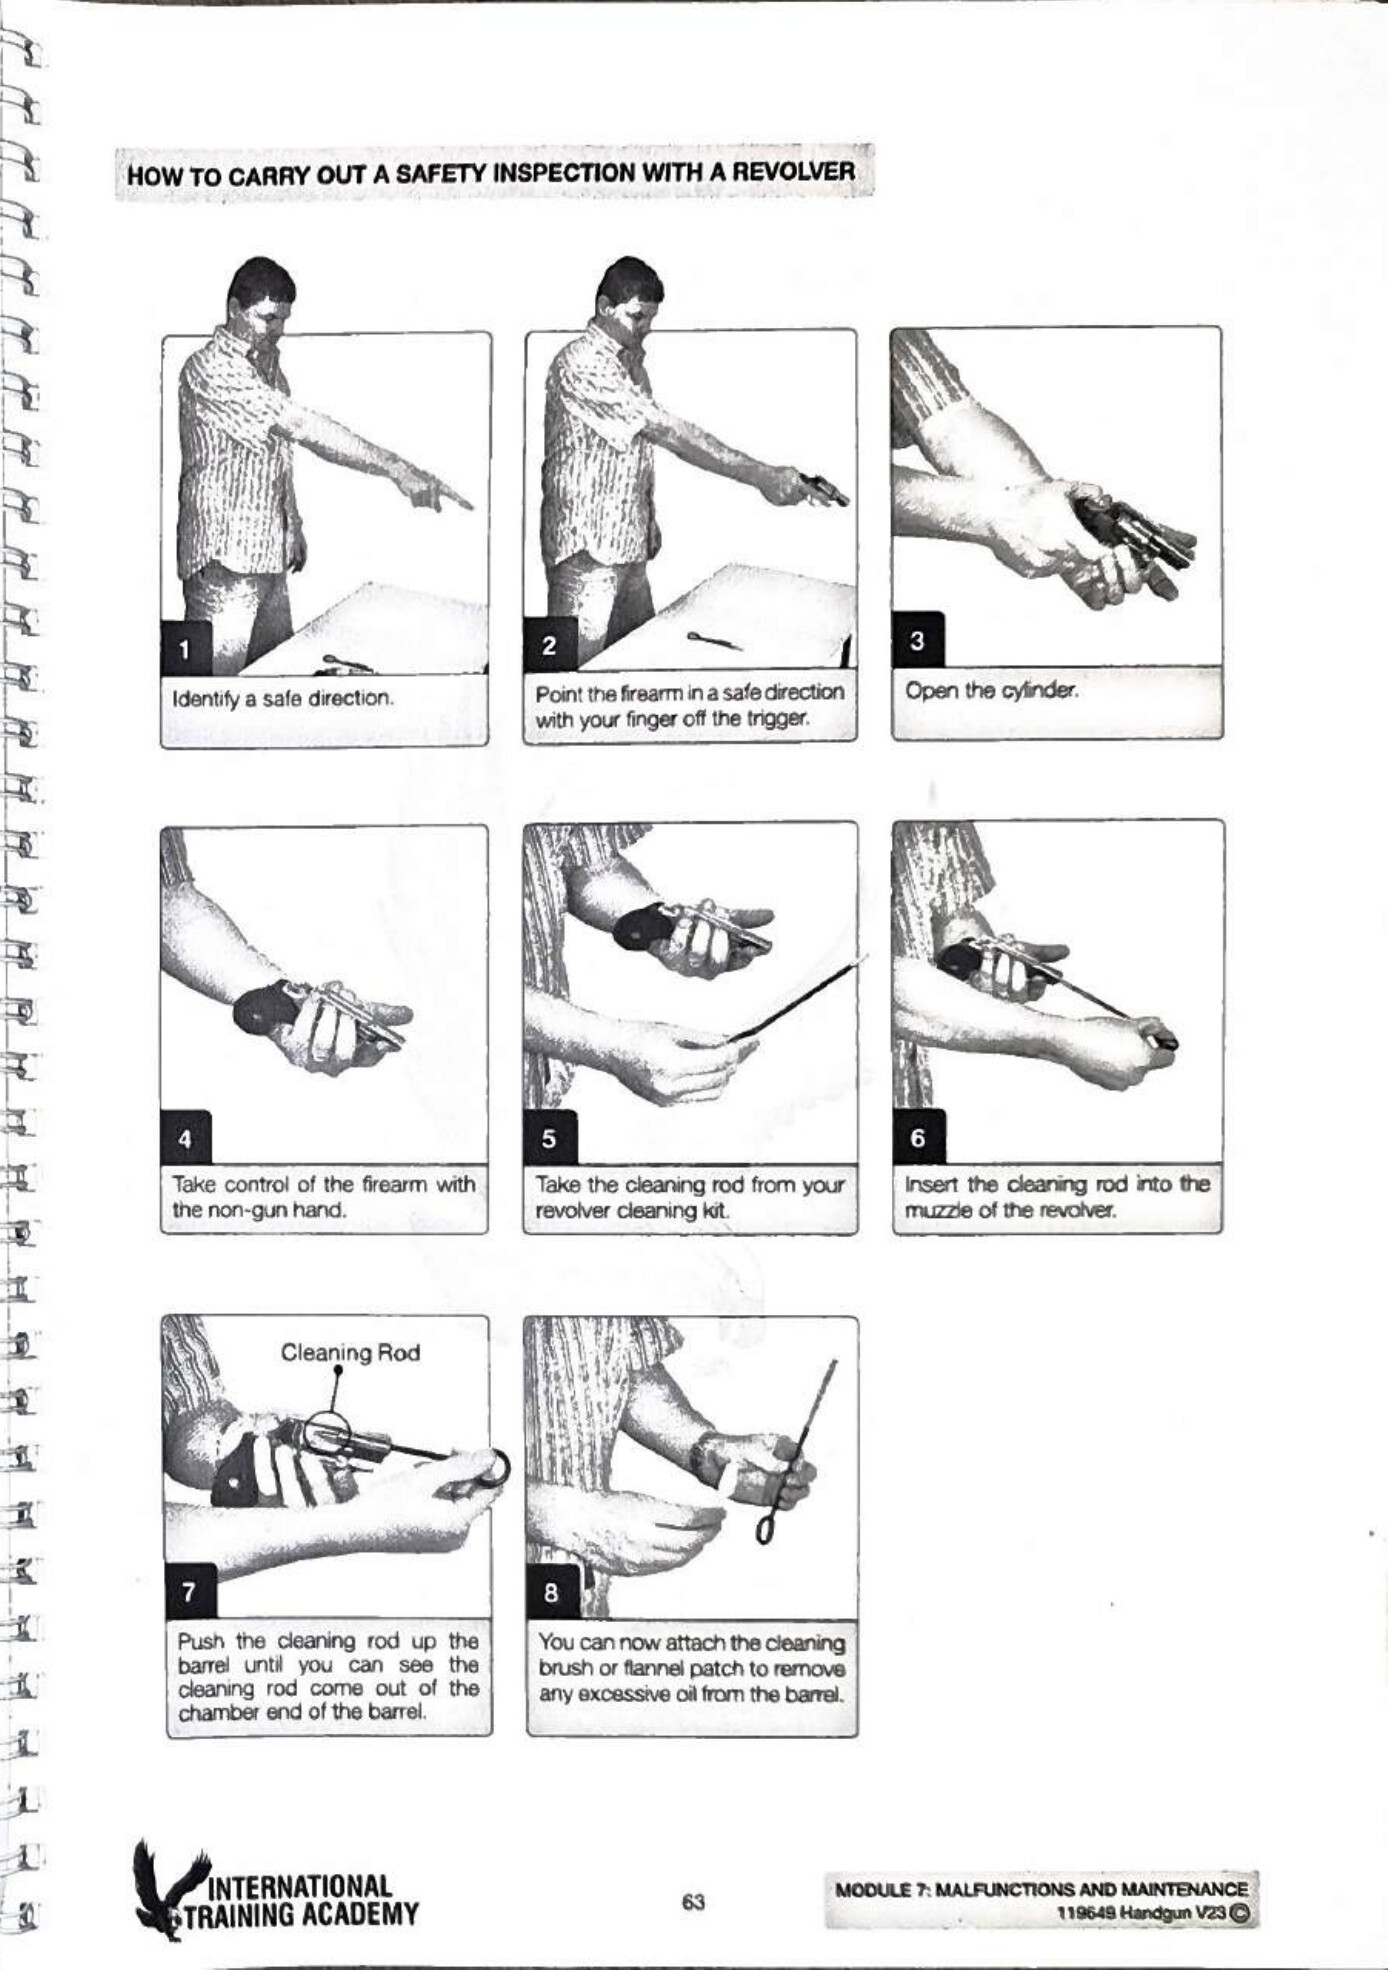 HOW TO CARRY OUT A SAFETY INSPECTION WITH A REVOLVER
1
Identify a safe direction.
2
Point the firearm in a safe direction
with your finger off the trigger.
3
Open the cylinder.
4
Take control of the firearm with
the non-gun hand.
5
Take the cleaning rod from your
revolver cleaning kit.
6
Insert the cleaning rod into the
muzzle of the revolver.
Cleaning Rod
7
Push the cleaning rod up the
barrel until you can see the
cleaning rod come out of the
chamber end of the barrel.
8
You can now attach the cleaning
brush or flannel patch to remove
any excessive oil from the barrel.
INTERNATIONAL
TRAINING ACADEMY
63
MODULE 7: MALFUNCTIONS AND MAINTENANCE
119649 Handgun V23 ©